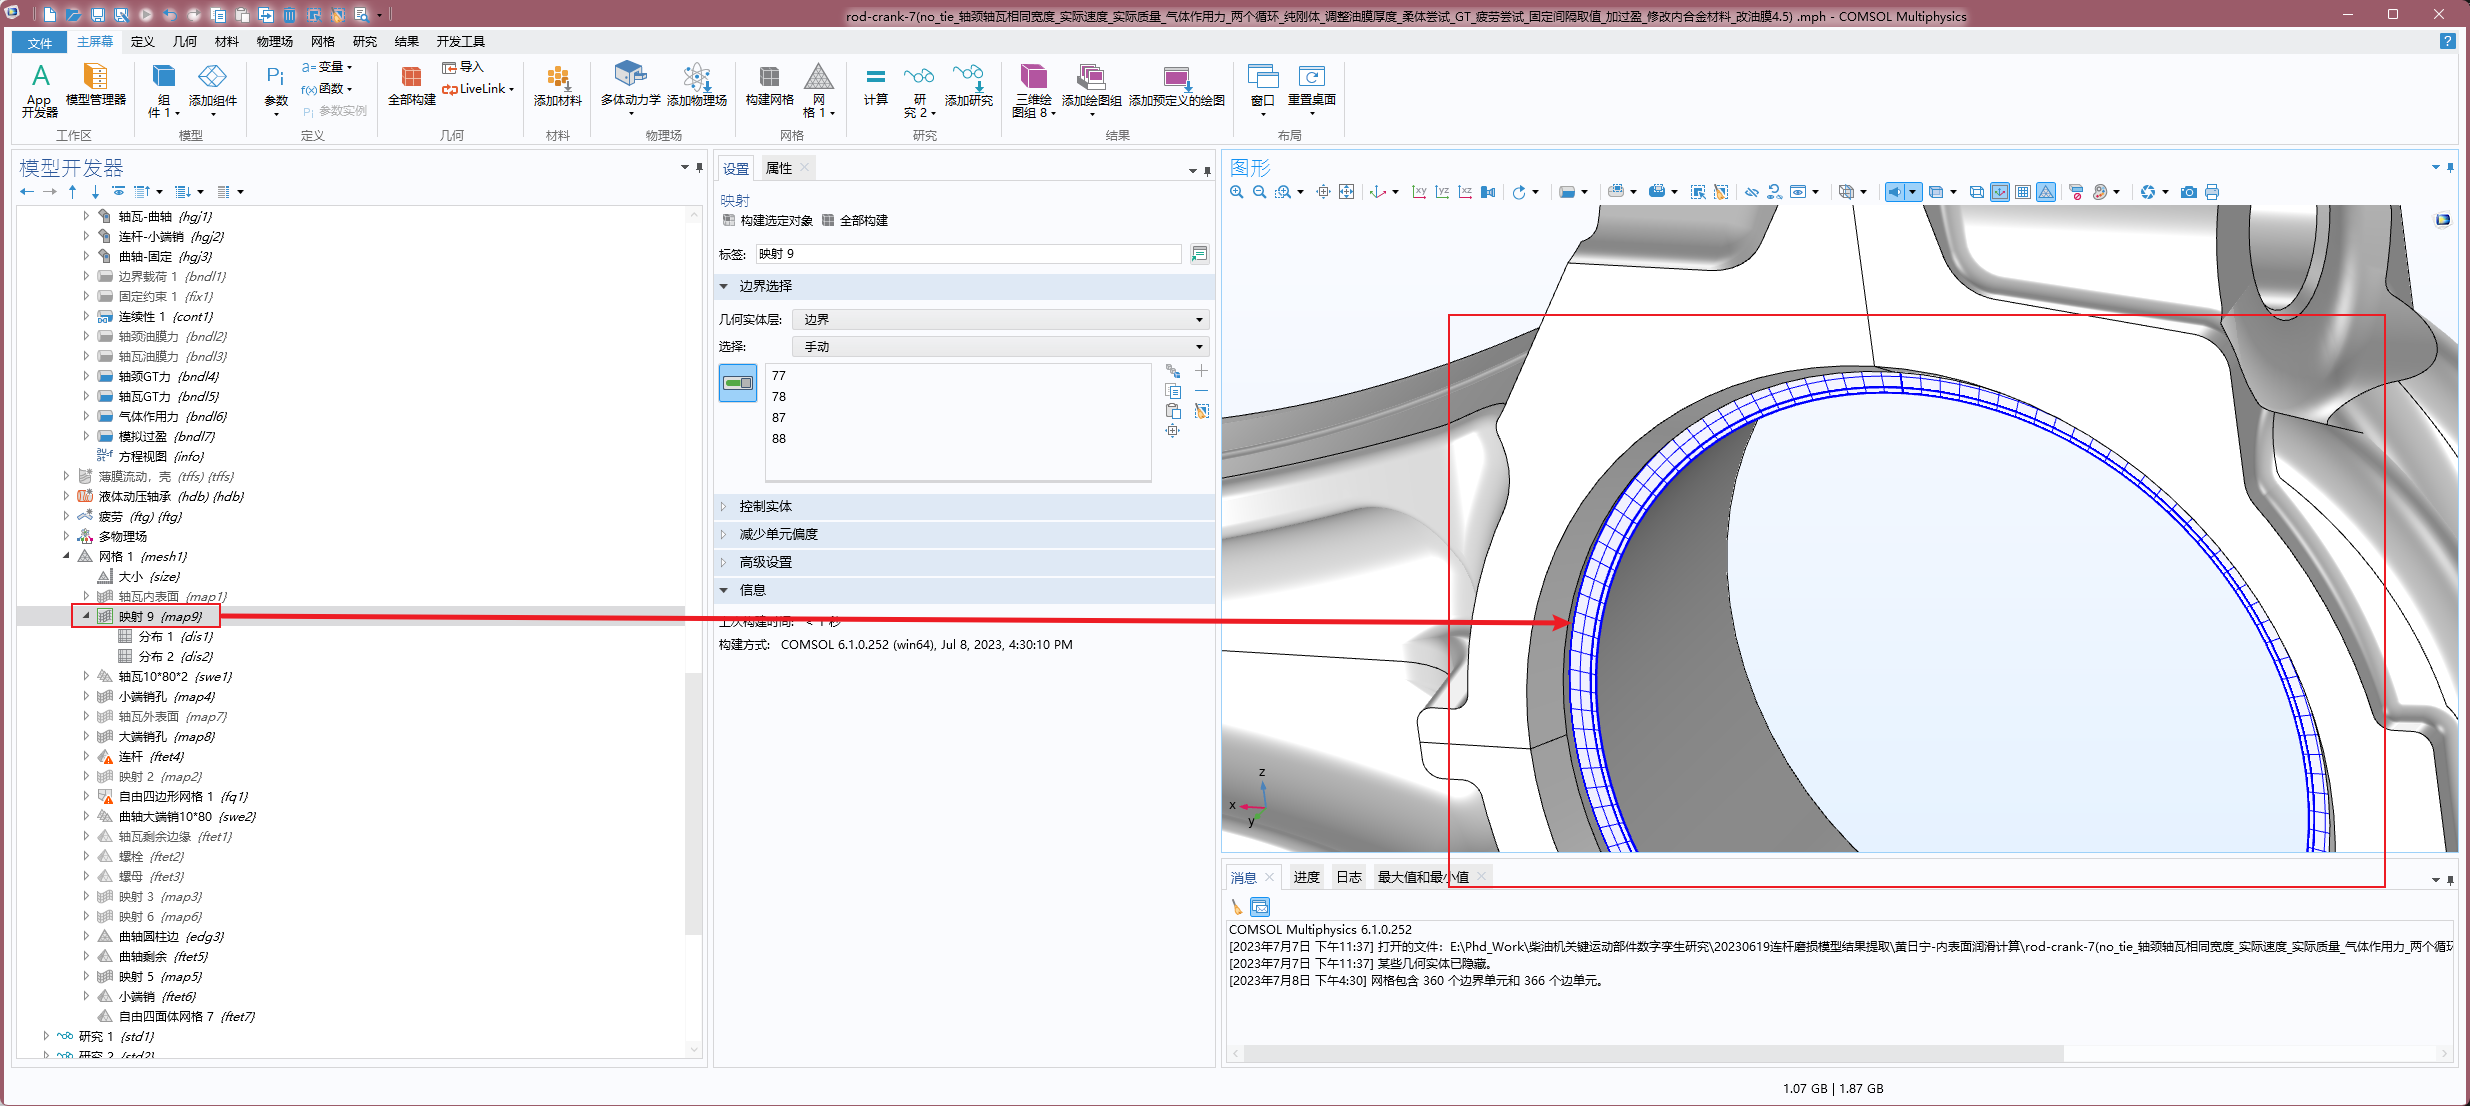 rod-crank-7(no_tie_轴颈轴瓦相同宽度_实际速度_实际质量_气体作用力_两个循环_纯刚体_调整油膜厚度_柔体尝试_GT_疲劳尝试_固定间隔取值_加过盈_修改内合金材料_改油膜4.5) .mph - COMSOL Multiphysics
文件 主屏幕 定义 几何 材料 物理场 网格 研究 结果 开发工具
App 开发器
模型管理器
工作区
组件 1
添加组件
模型
Pi 参数
a= 变量
f(x) 函数
Pi 参数实例
定义
全部构建
导入
LiveLink
几何
添加材料
材料
多体动力学
添加物理场
物理场
构建网格
网格 1
网格
计算
研究 2
添加研究
研究
三维绘图组 8
添加绘图组
添加预定义的绘图
结果
窗口
重置桌面
布局
模型开发器
轴瓦-曲轴 {hgj1}
连杆-小端销 {hgj2}
曲轴-固定 {hgj3}
边界载荷 1 {bndl1}
固定约束 1 {fix1}
连续性 1 {cont1}
轴颈油膜力 {bndl2}
轴瓦油膜力 {bndl3}
轴颈GT力 {bndl4}
轴瓦GT力 {bndl5}
气体作用力 {bndl6}
模拟过盈 {bndl7}
方程视图 {info}
薄膜流动，壳 (tffs) {tffs}
液体动压轴承 (hdb) {hdb}
疲劳 (ftg) {ftg}
多物理场
网格 1 {mesh1}
大小 {size}
轴瓦内表面 {map1}
映射 9 {map9}
分布 1 {dis1}
分布 2 {dis2}
轴瓦10*80*2 {swe1}
小端销孔 {map4}
轴瓦外表面 {map7}
大端销孔 {map8}
连杆 {ftet4}
映射 2 {map2}
自由四边形网格 1 {fq1}
曲轴大端销10*80 {swe2}
轴瓦剩余边缘 {ftet1}
螺栓 {ftet2}
螺母 {ftet3}
映射 3 {map3}
映射 6 {map6}
曲轴圆柱边 {edg3}
曲轴剩余 {ftet5}
映射 5 {map5}
小端销 {ftet6}
自由四面体网格 7 {ftet7}
研究 1 {std1}
研究 2 {std2}
设置 属性
映射
构建选定对象 全部构建
标签: 映射 9
边界选择
几何实体层: 边界
选择: 手动
77
78
87
88
控制实体
减少单元偏度
高级设置
信息
上次构建时间: < 1 秒
构建方式: COMSOL 6.1.0.252 (win64), Jul 8, 2023, 4:30:10 PM
图形
xy yz xz
z
x
y
消息 进度 日志 最大值和最小值
COMSOL Multiphysics 6.1.0.252
[2023年7月7日 下午11:37] 打开的文件: E:\Phd_Work\柴油机关键运动部件数字孪生研究\20230619连杆磨损模型结果提取\黄日宁-内表面润滑计算\rod-crank-7(no_tie_轴颈轴瓦相同宽度_实际速度_实际质量_气体作用力_两个循环
[2023年7月7日 下午11:37] 某些几何实体已隐藏。
[2023年7月8日 下午4:30] 网格包含 360 个边界单元和 366 个边单元。
1.07 GB | 1.87 GB